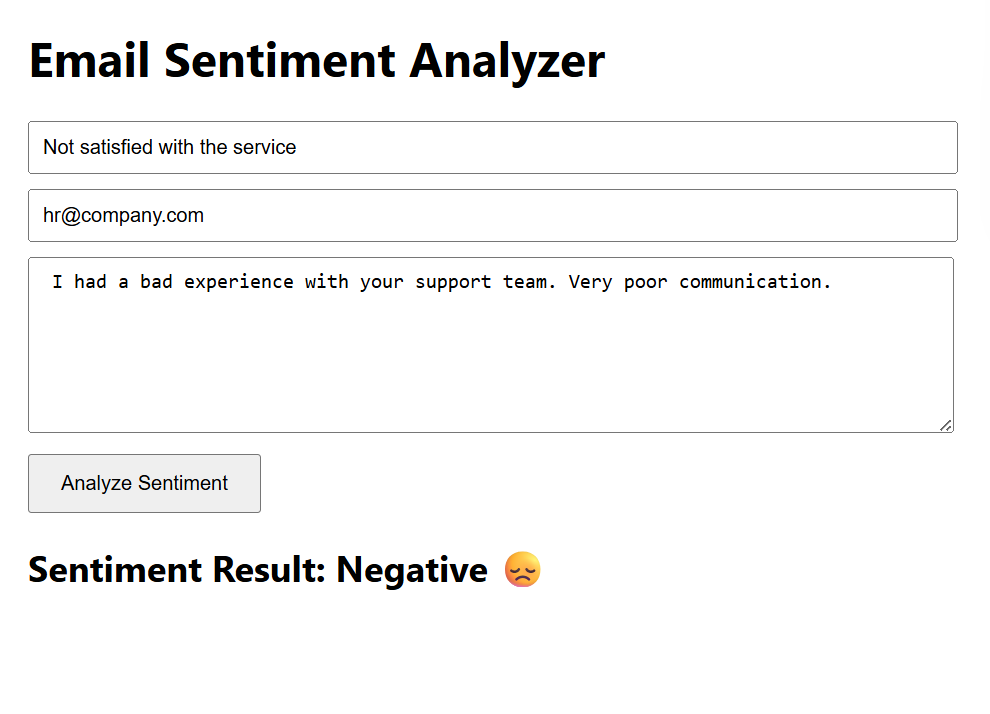 Email Sentiment Analyzer
Not satisfied with the service
hr@company.com
I had a bad experience with your support team. Very poor communication.
Analyze Sentiment
Sentiment Result: Negative 😞